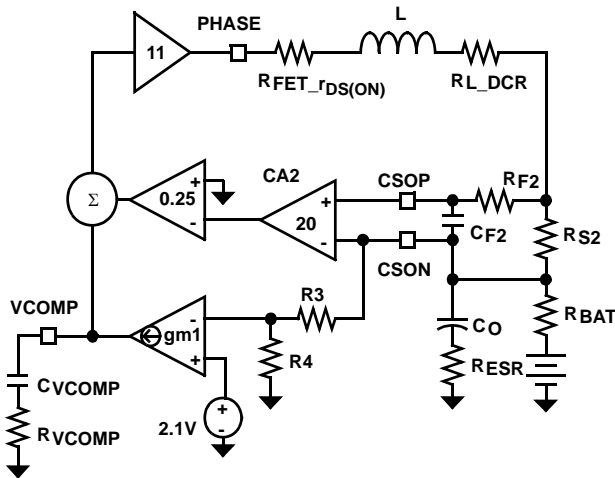 PHASE
L
11
RFET_rDS(ON)
RL_DCR
CA2
CSOP
RF2
Σ
+
0.25
-
+
20
-
CF2
RS2
CSON
VCOMP
R3
-
gm1
+
R4
CO
RBAT
RESR
CVCOMP
RVCOMP
2.1V
+
-